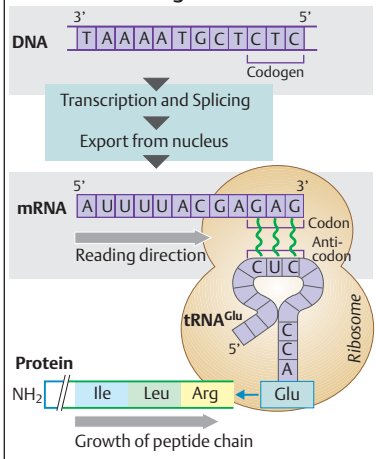 3’ 5’
DNA T A A A A T G C T C T C
Codogen
Transcription and Splicing
Export from nucleus
5’ 3’
mRNA A U U U U A C G A G A G
Codon
Reading direction Anti-
codon
C U C
tRNAGlu
5’
C
C
A
Ribosome
Protein
NH2 Ile Leu Arg Glu
Growth of peptide chain